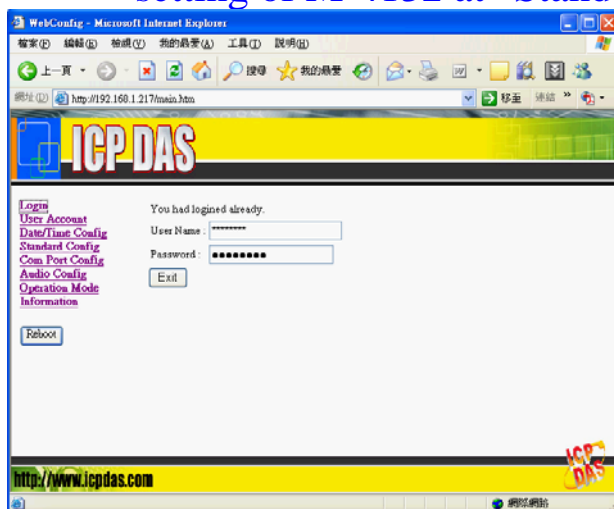 WebConfig - Microsoft Internet Explorer
檔案(F) 編輯(E) 檢視(V) 我的最愛(A) 工具(T) 說明(H)
上一頁 搜尋 我的最愛
網址(D) http://192.168.1.217/main.htm 移至 連結 »
ICP DAS
Login
User Account
Date/Time Config
Standard Config
Com Port Config
Audio Config
Operation Mode
Information
Reboot
You had logined already.
User Name : ********
Password : ●●●●●●●●
Exit
http://www.icpdas.com
ICP DAS
網際網路